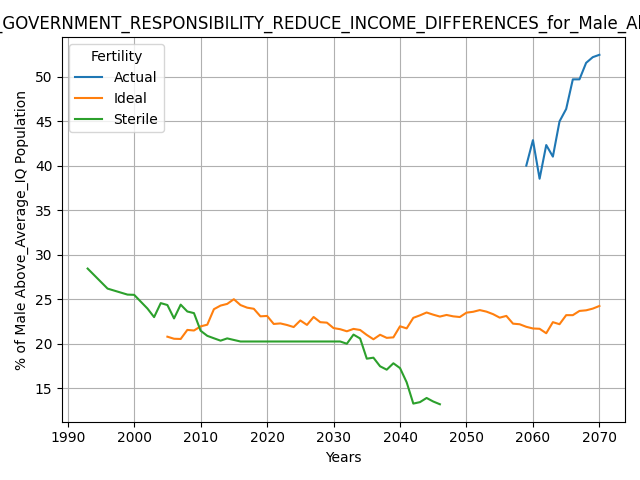 _GOVERNMENT_RESPONSIBILITY_REDUCE_INCOME_DIFFERENCES_for_Male_A
Fertility
Actual
Ideal
Sterile
% of Male Above_Average_IQ Population
50
45
40
35
30
25
20
15
1990 2000 2010 2020 2030 2040 2050 2060 2070
Years